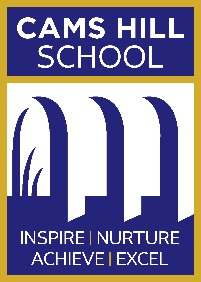 CAMS HILL
SCHOOL
INSPIRE | NURTURE
ACHIEVE | EXCEL